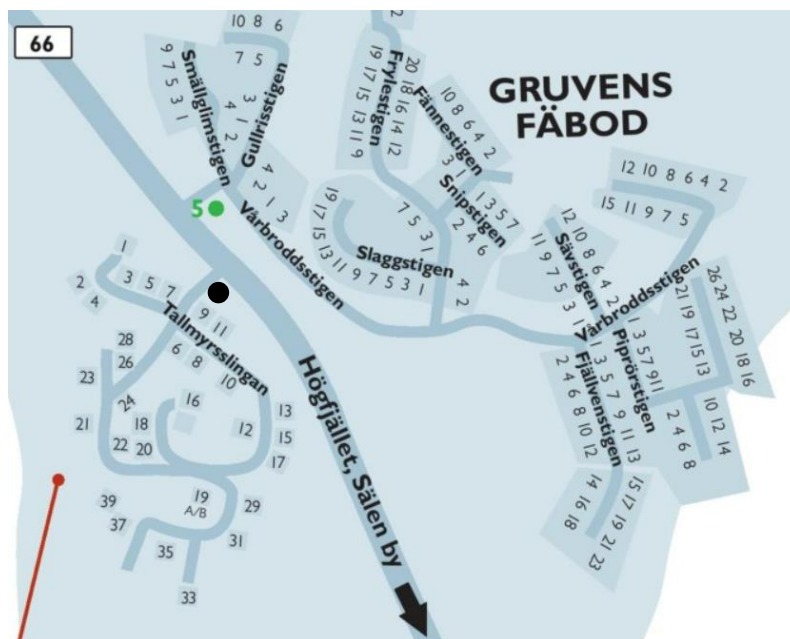 66
10 8 6
7 5
3
1
4
2
9 7 5 3 1
Smällglimstigen
Gullrisstigen
4 2 1 3
5
Vårbroddsstigen
2
19 17 15 13 11 9
Frylestigen
20 18 16 14 12
Fännestigen
10 8 6 4 2
3 1
GRUVENS
FÄBOD
Snipstigen
1 3 5 7
2 4 6
7 5 3 1
Slaggstigen
19 17 15 13 11 9 7 5 3 1
4 2
12 10 8 6 4 2
15 11 9 7 5
12 10 8 6 4 2
Sävstigen
11 9 7 5 3 1
Vårbroddsstigen
26 24 22 20 18 16
21 19 17 15 13
1 3 5 7 9 11
Piprörstigen
2 4 6 8
10 12 14
1 3 5 7 9 11 13
Fjällvenstigen
2 4 6 8 10 12
14 16 18
15 17 19 21 23
1
2
4
3 5 7
9 11
Tallmyrsslingan
6 8 10
28
26
24
23
21
22
16
18
20
12
13
15
17
19
A/B
29
31
39
37
35
33
Högfjället, Sälen by